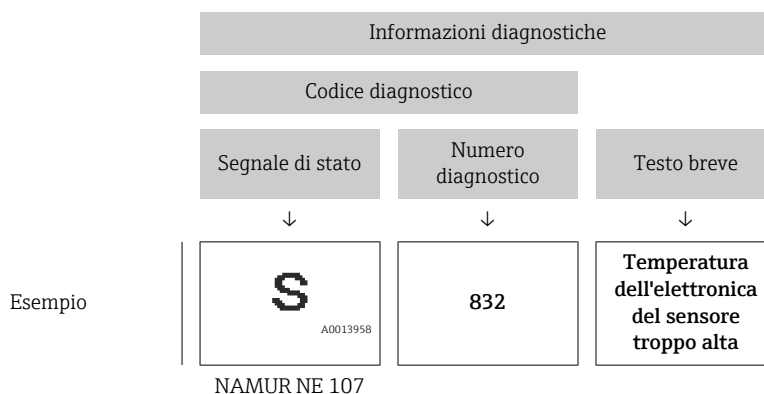 Informazioni diagnostiche
Codice diagnostico
Segnale di stato
Numero
diagnostico
Testo breve
↓ ↓ ↓
Esempio
S
A0013958
832
Temperatura
dell'elettronica
del sensore
troppo alta
NAMUR NE 107